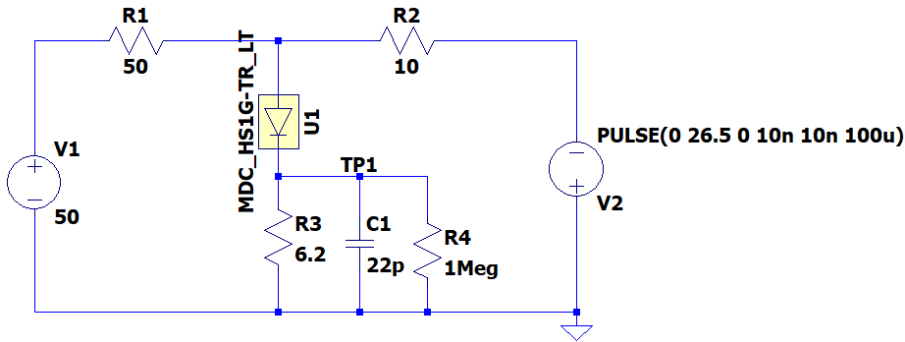 R1
50
R2
10
MDC_HS1G-TR_LT
U1
V1
+
−
50
TP1
R3
6.2
C1
22p
R4
1Meg
PULSE(0 26.5 0 10n 10n 100u)
−
+
V2